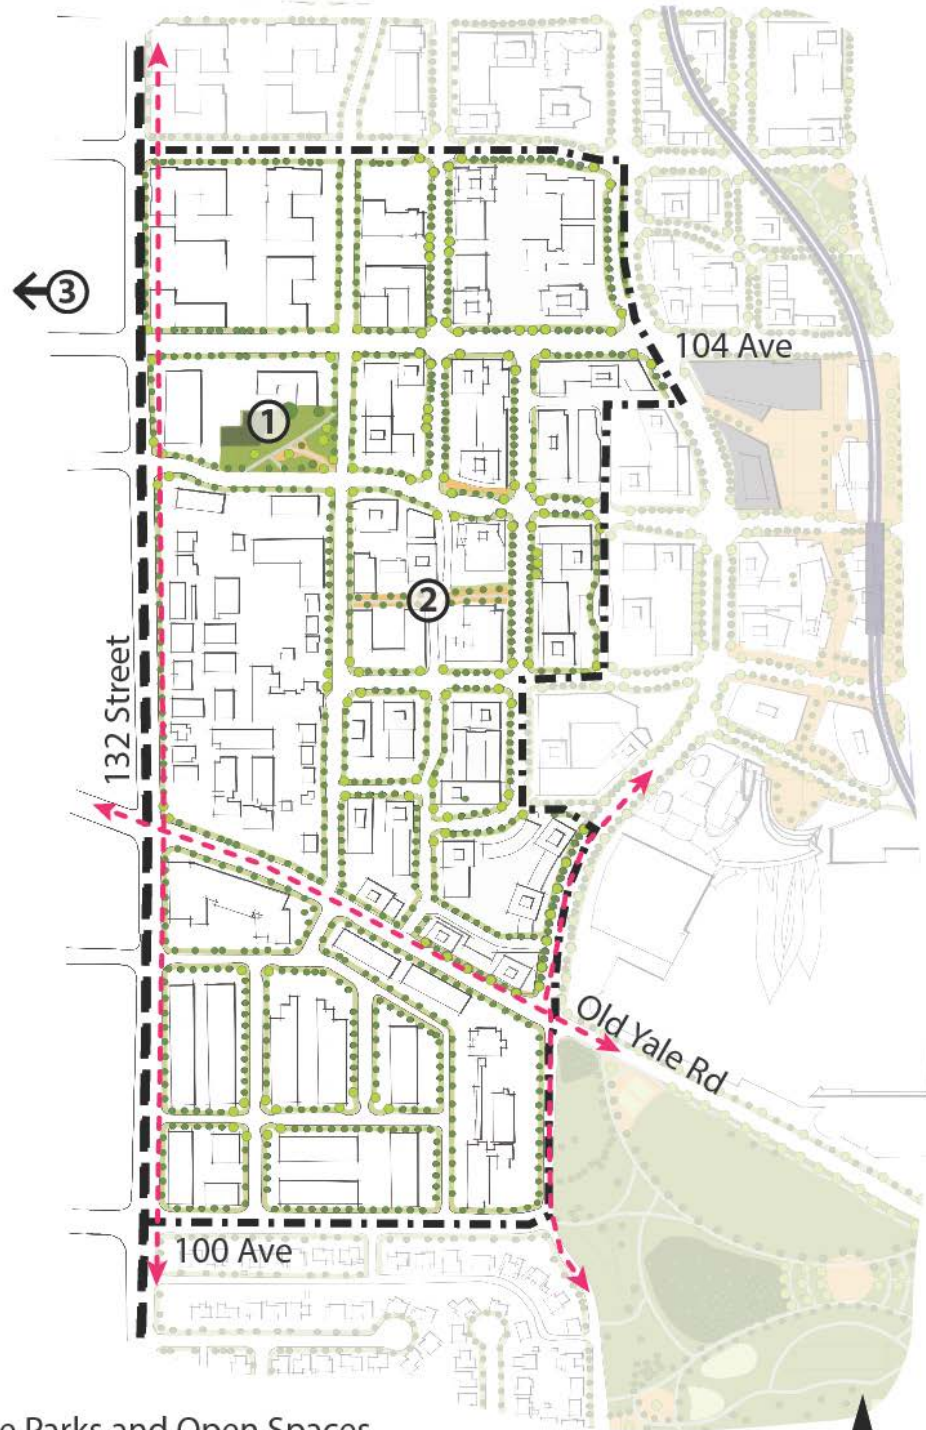 ③
104 Ave
①
②
132 Street
Old Yale Rd
100 Ave
Parks and Open Spaces